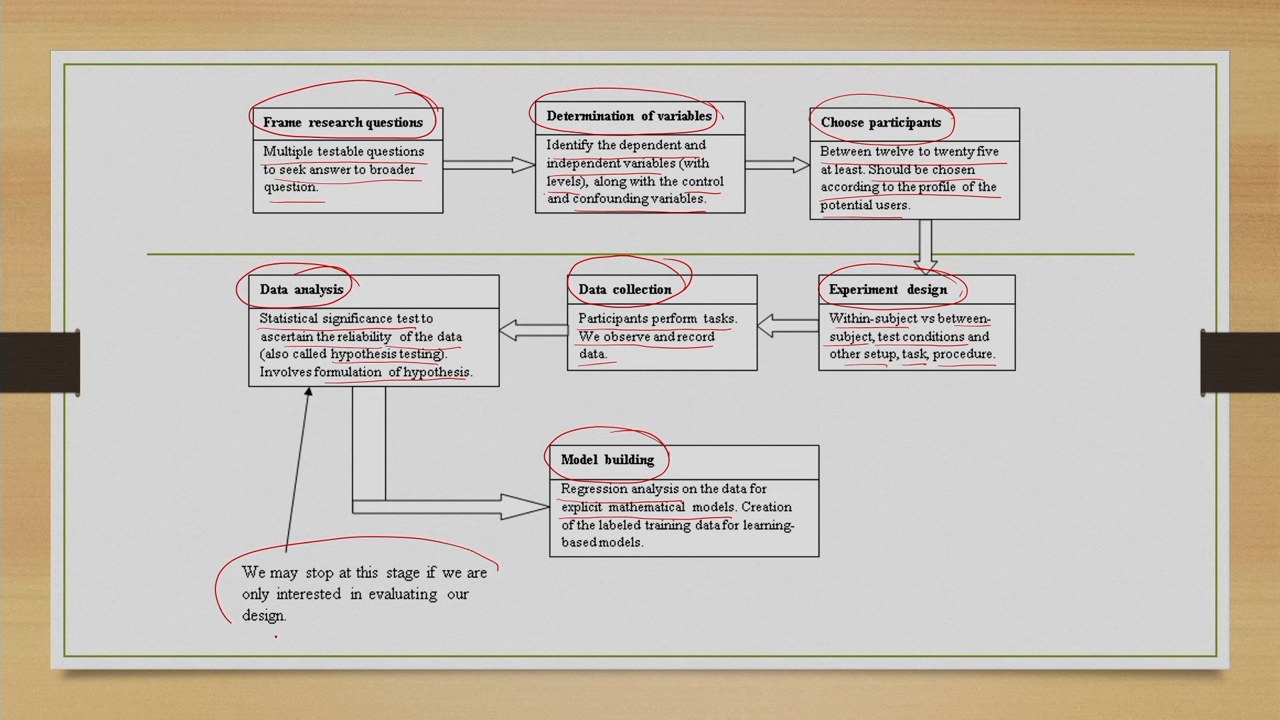 Frame research questions
Multiple testable questions
to seek answer to broader
question.
Determination of variables
Identify the dependent and
independent variables (with
levels), along with the control
and confounding variables.
Choose participants
Between twelve to twenty five
at least. Should be chosen
according to the profile of the
potential users.
Experiment design
Within-subject vs between-
subject, test conditions and
other setup, task, procedure.
Data collection
Participants perform tasks.
We observe and record
data.
Data analysis
Statistical significance test to
ascertain the reliability of the data
(also called hypothesis testing).
Involves formulation of hypothesis.
Model building
Regression analysis on the data for
explicit mathematical models. Creation
of the labeled training data for learning-
based models.
We may stop at this stage if we are
only interested in evaluating our
design.